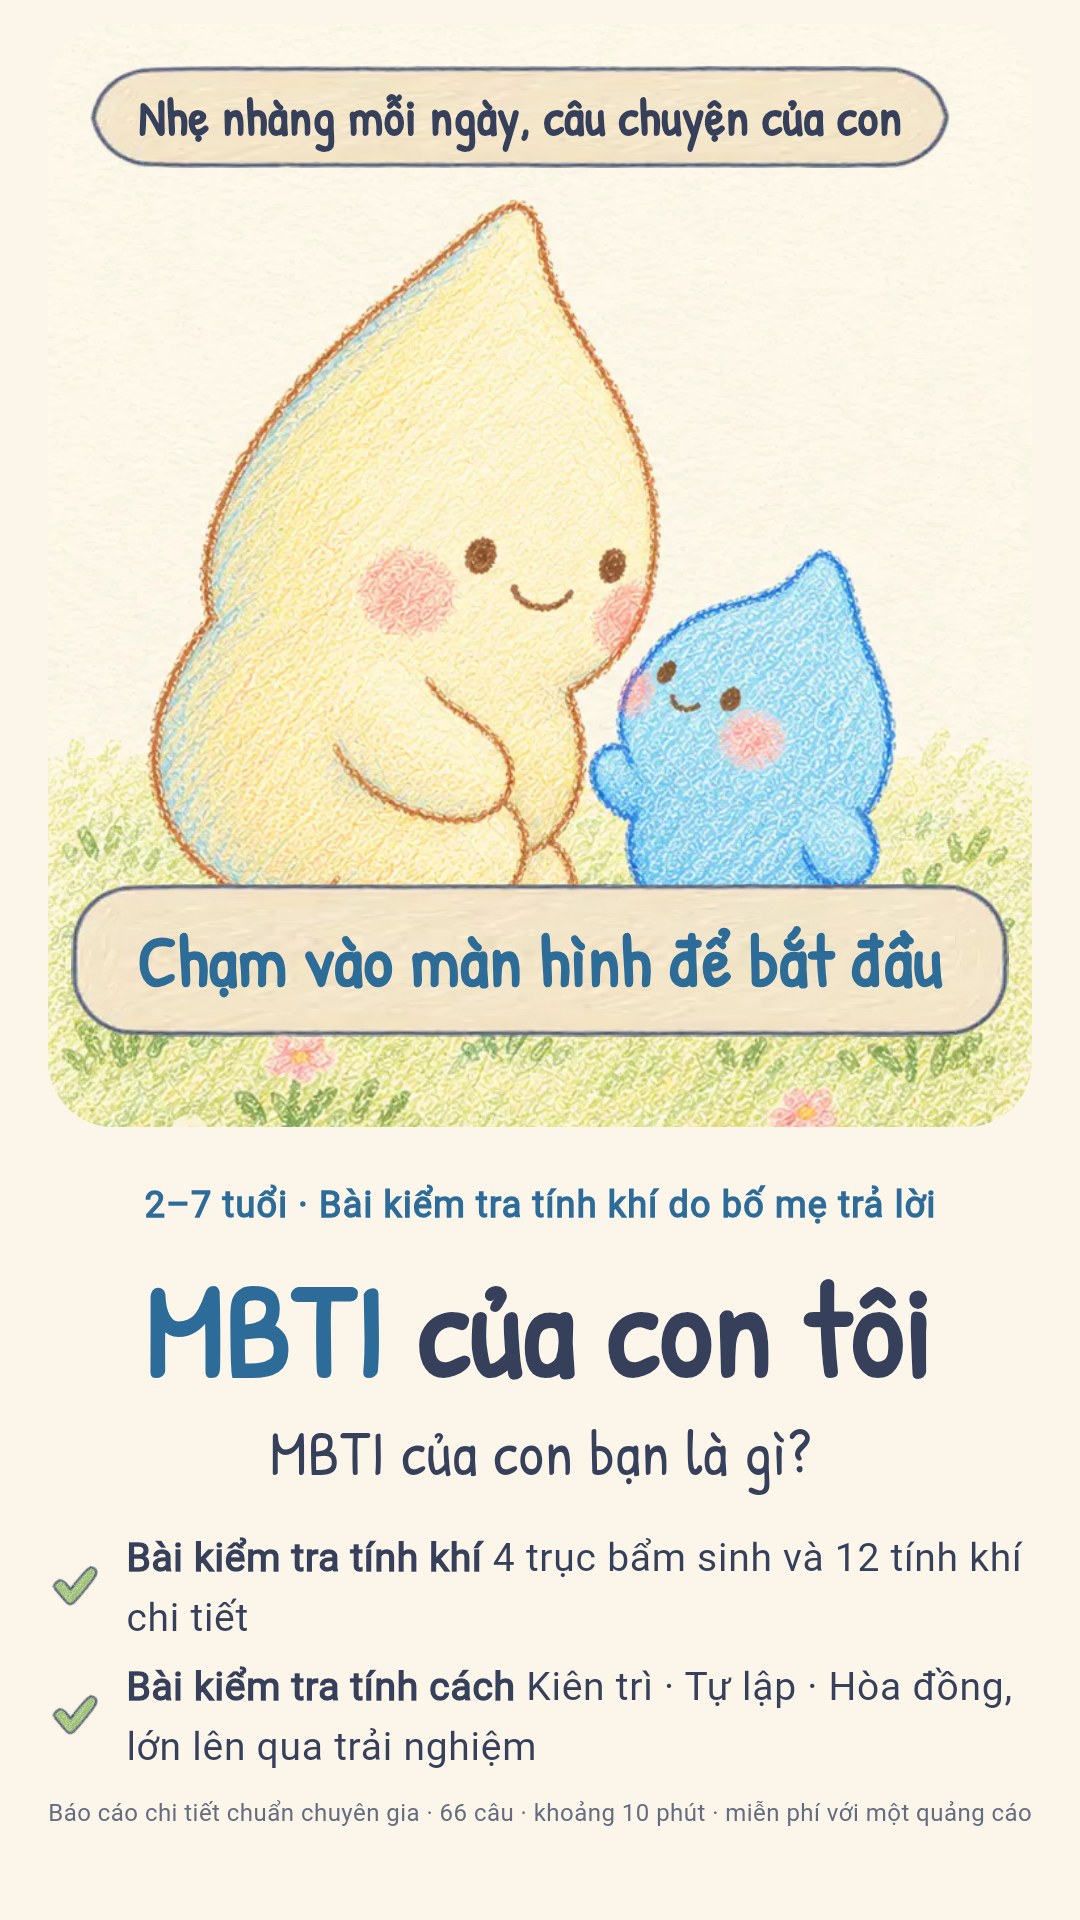 Nhẹ nhàng mỗi ngày, câu chuyện của con
Chạm vào màn hình để bắt đầu
2–7 tuổi · Bài kiểm tra tính khí do bố mẹ trả lời
MBTI của con tôi
MBTI của con bạn là gì?
Bài kiểm tra tính khí 4 trục bẩm sinh và 12 tính khí
chi tiết
Bài kiểm tra tính cách Kiên trì · Tự lập · Hòa đồng,
lớn lên qua trải nghiệm
Báo cáo chi tiết chuẩn chuyên gia · 66 câu · khoảng 10 phút · miễn phí với một quảng cáo